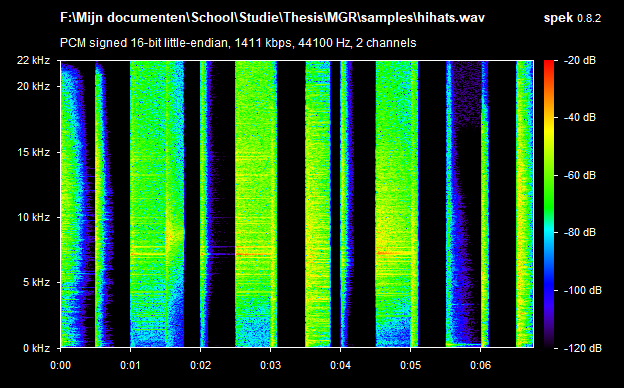 F:\Mijn documenten\School\Studie\Thesis\MGR\samples\hihats.wav
spek 0.8.2
PCM signed 16-bit little-endian, 1411 kbps, 44100 Hz, 2 channels
22 kHz
20 kHz
15 kHz
10 kHz
5 kHz
0 kHz
0:00
0:01
0:02
0:03
0:04
0:05
0:06
-20 dB
-40 dB
-60 dB
-80 dB
-100 dB
-120 dB